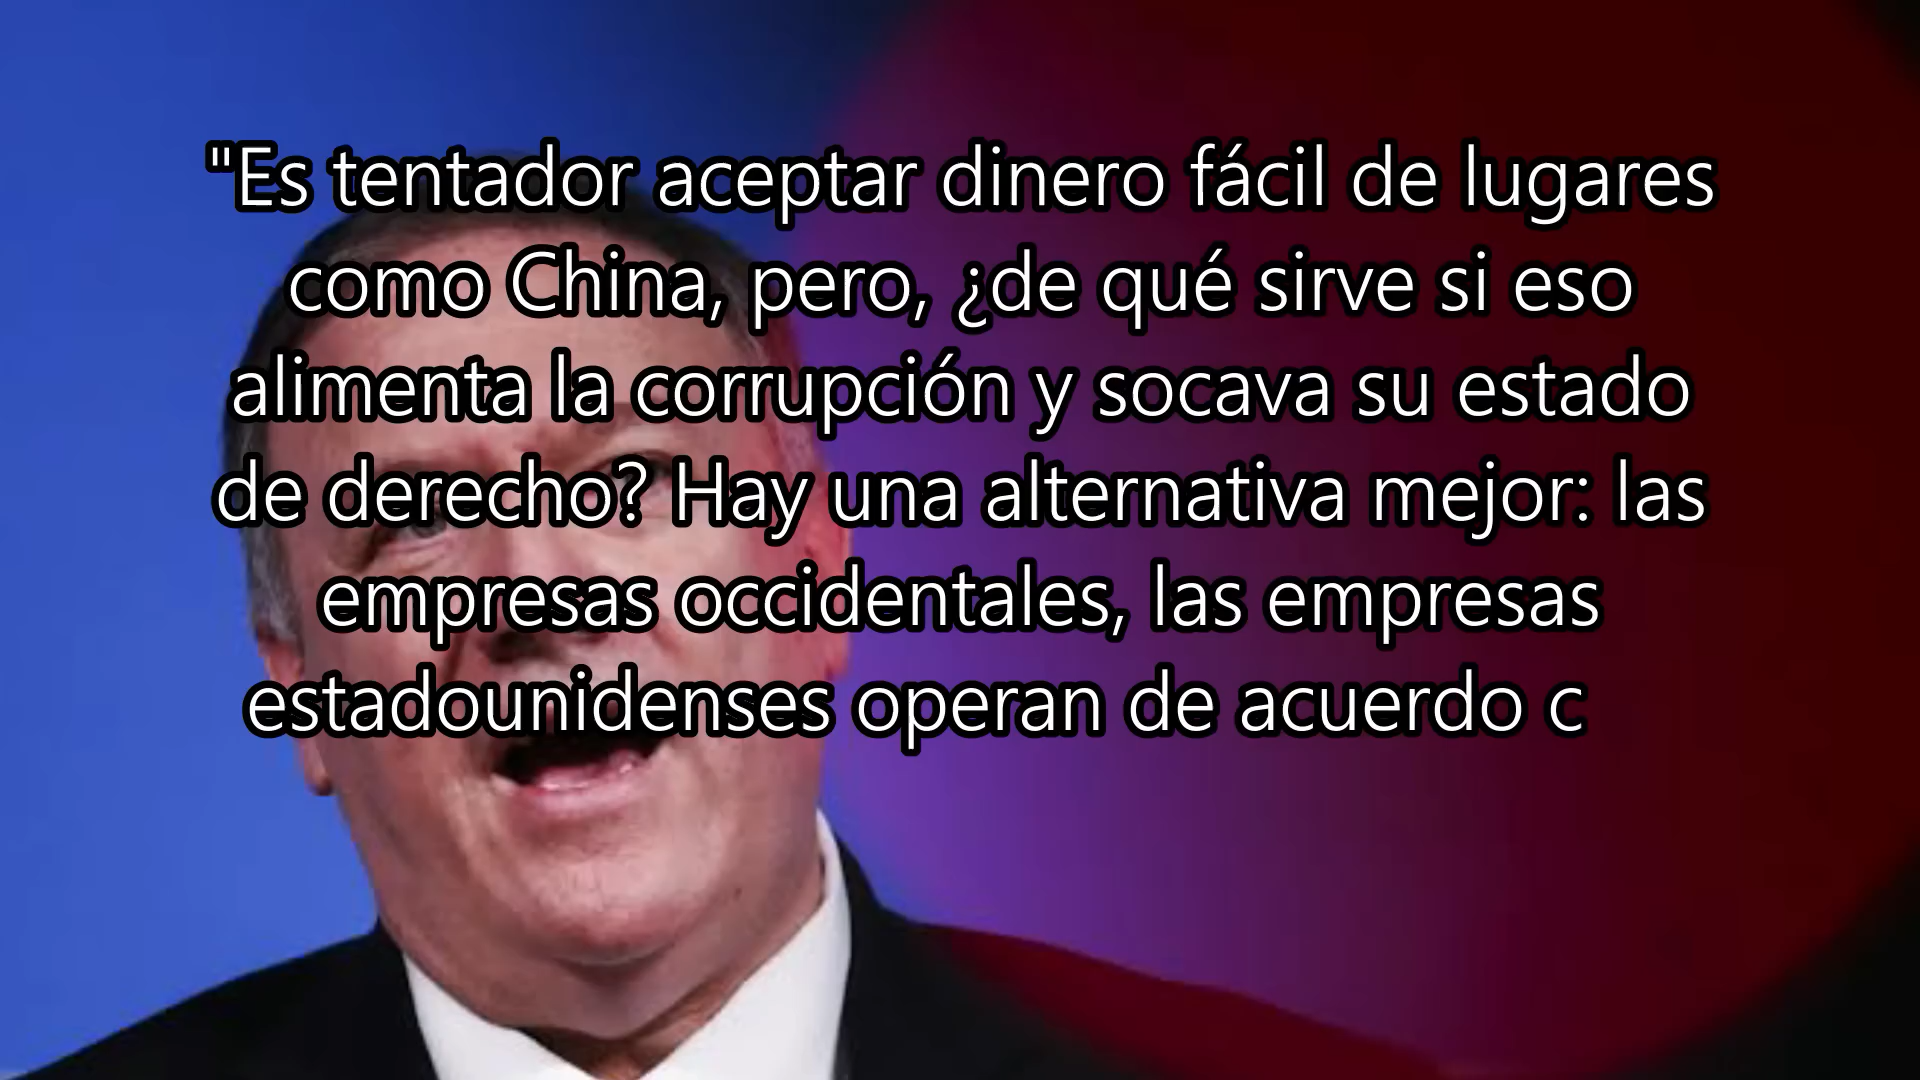 "Es tentador aceptar dinero fácil de lugares
como China, pero, ¿de qué sirve si eso
alimenta la corrupción y socava su estado
de derecho? Hay una alternativa mejor: las
empresas occidentales, las empresas
estadounidenses operan de acuerdo c